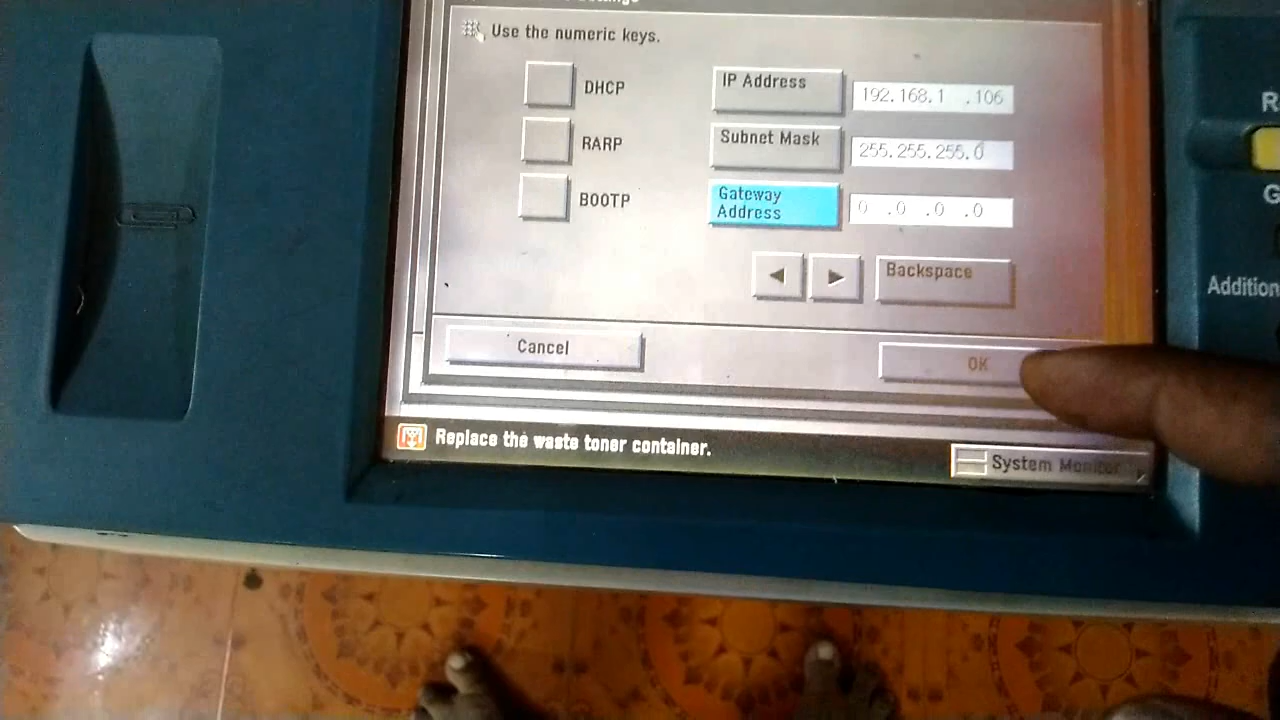 Use the numeric keys.
DHCP
IP Address
192.168.1 .106
RARP
Subnet Mask
255.255.255.0
BOOTP
Gateway
Address
0 .0 .0 .0
◀
▶
Backspace
Cancel
OK
Replace the waste toner container.
System Monitor
Addition